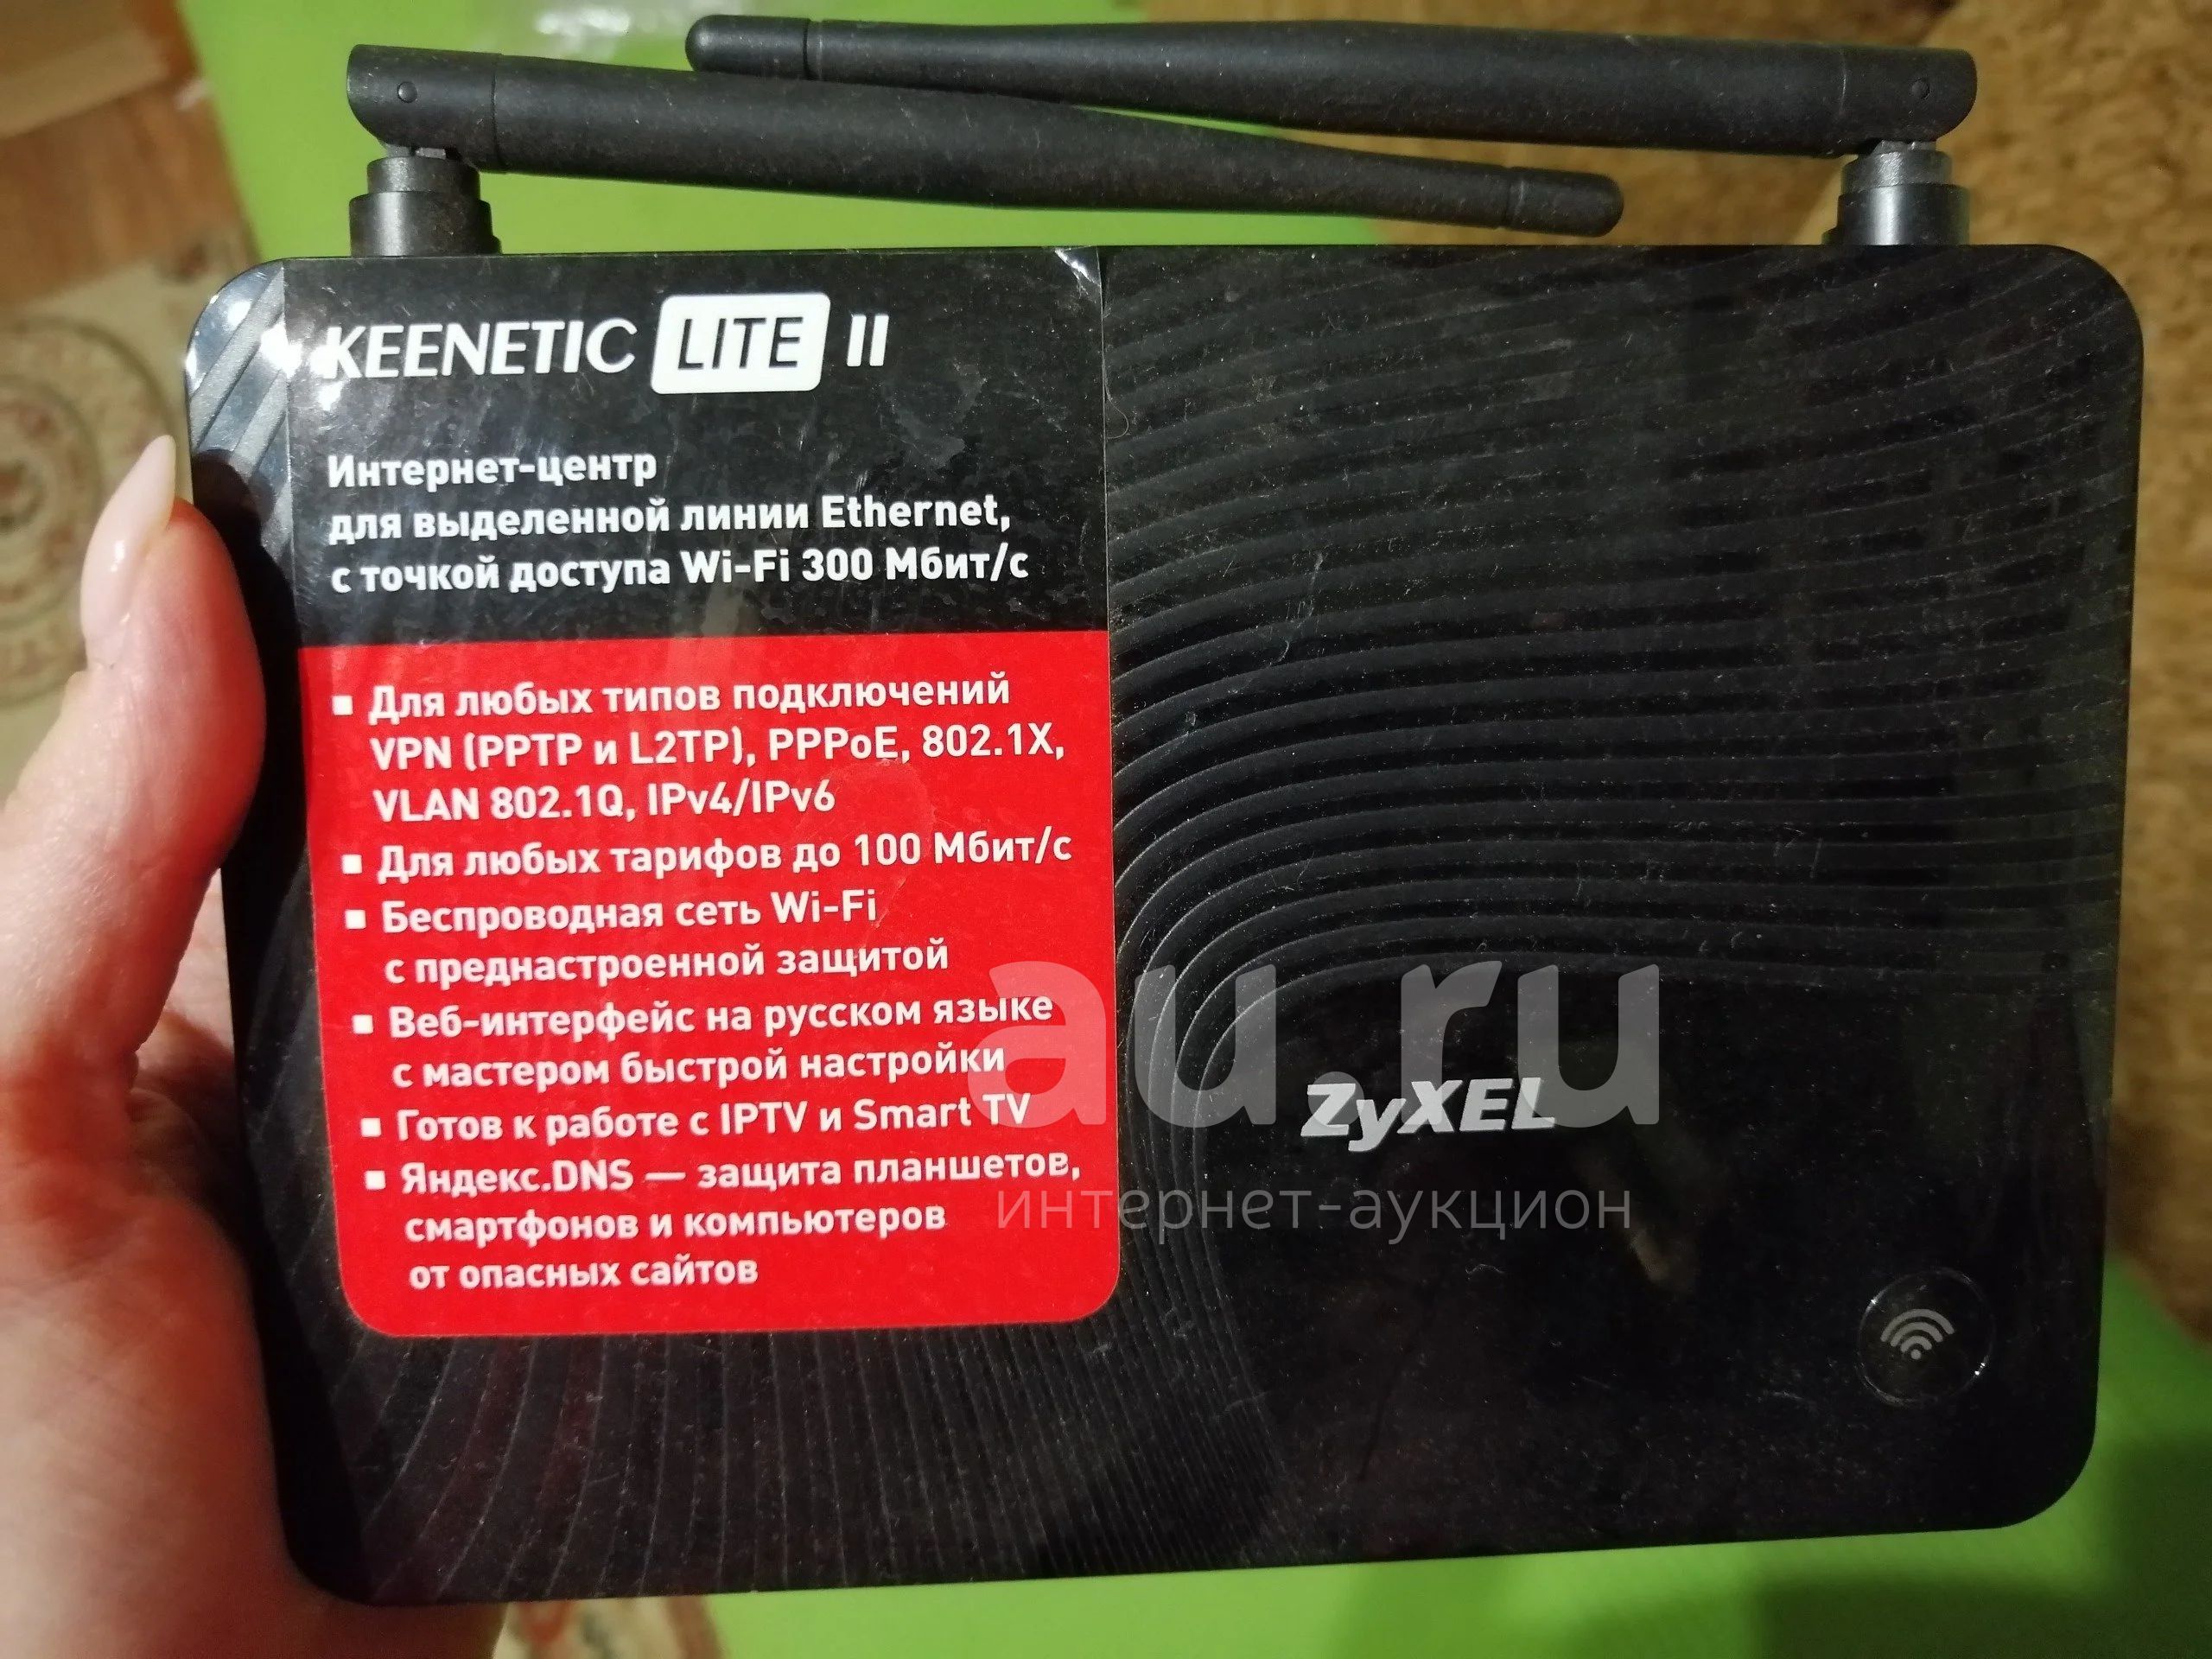 KEENETIC LITE II
Интернет-центр
для выделенной линии Ethernet,
с точкой доступа Wi-Fi 300 Мбит/с
▪ Для любых типов подключений
VPN (PPTP и L2TP), PPPoE, 802.1X,
VLAN 802.1Q, IPv4/IPv6
▪ Для любых тарифов до 100 Мбит/с
▪ Беспроводная сеть Wi-Fi
с преднастроенной защитой
▪ Веб-интерфейс на русском языке
с мастером быстрой настройки
▪ Готов к работе с IPTV и Smart TV
▪ Яндекс.DNS — защита планшетов,
смартфонов и компьютеров
от опасных сайтов
ZyXEL
au.ru
интернет-аукцион